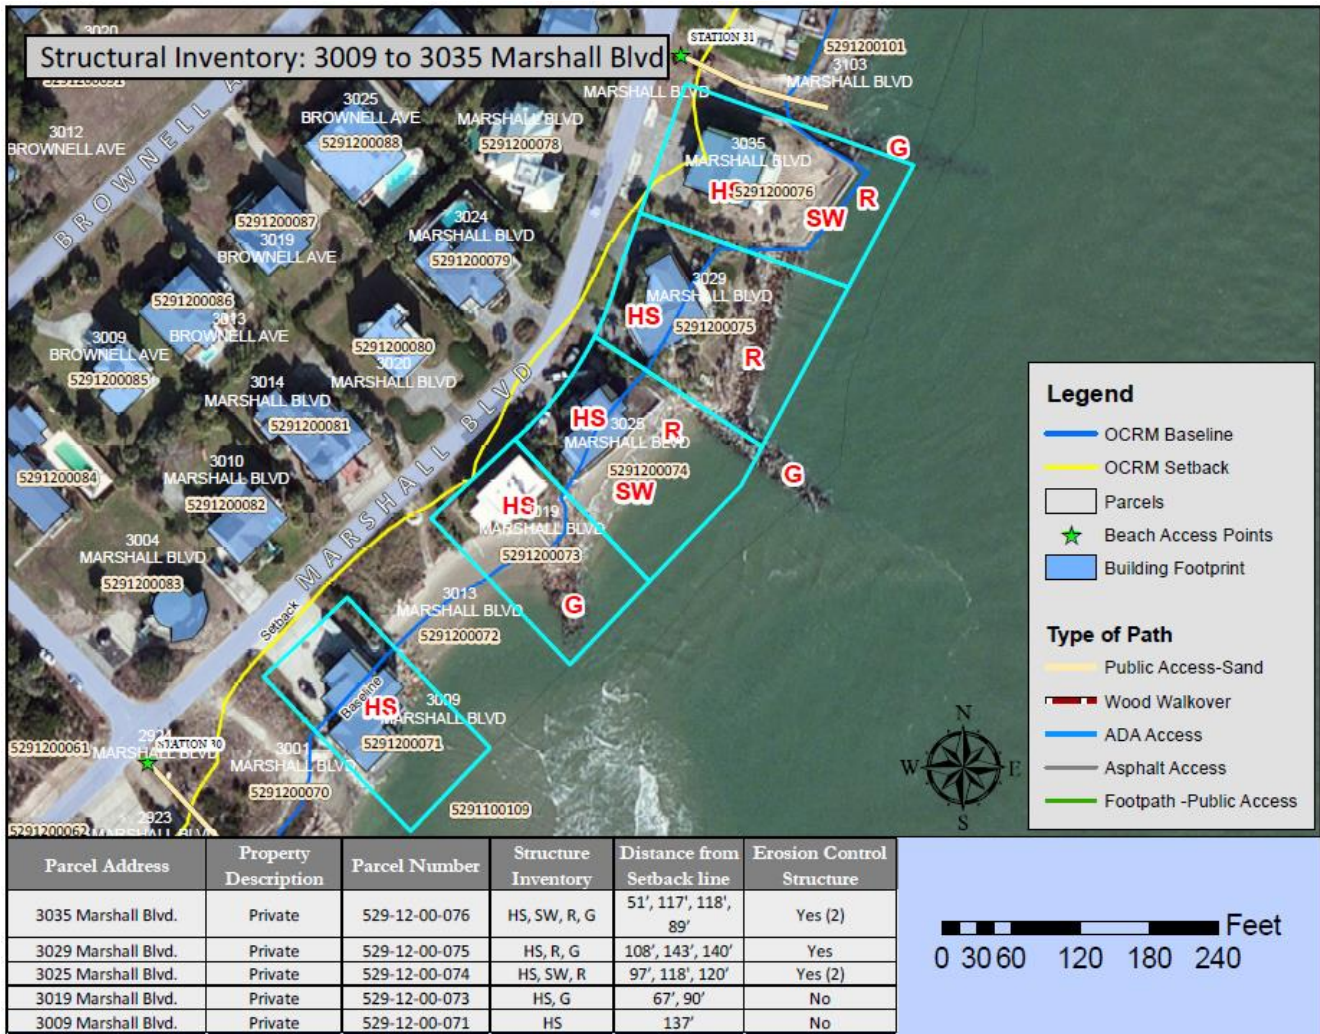 Structural Inventory: 3009 to 3035 Marshall Blvd
3020
5291200091
BROWNELL A
3012
BROWNELL AVE
3025
BROWNELL AVE
5291200088
MARSHALL BLVD
5291200078
STATION 31
MARSHALL BLVD
5291200101
3103
MARSHALL BLVD
G
3035
MARSHALL BLVD
HS
5291200076
R
SW
5291200087
3019
BROWNELL AVE
3024
MARSHALL BLVD
5291200079
3029
MARSHALL BLVD
HS
5291200075
R
5291200086
3013
BROWNELL AVE
3009
BROWNELL AVE
5291200085
5291200080
3020
MARSHALL BLVD
3014
MARSHALL BLVD
5291200081
MARSHALL BLVD
HS
R
3025
MARSHALL BLVD
5291200074
SW
G
5291200084
3010
MARSHALL BLVD
5291200082
HS
3019
MARSHALL BLVD
5291200073
G
3004
MARSHALL BLVD
5291200083
Setback
3013
MARSHALL BLVD
5291200072
Baseline
HS
3009
MARSHALL BLVD
5291200071
5291200061
MARSHALL BLVD
STATION 30
3001
MARSHALL BLVD
5291200070
5291100109
2923
MARSHALL BLVD
5291200062
Legend
OCRM Baseline
OCRM Setback
Parcels
Beach Access Points
Building Footprint
Type of Path
Public Access-Sand
Wood Walkover
ADA Access
Asphalt Access
Footpath -Public Access
N
W E
S
Parcel Address Property Description Parcel Number Structure Inventory Distance from Setback line Erosion Control Structure
3035 Marshall Blvd. Private 529-12-00-076 HS, SW, R, G 51', 117', 118', 89' Yes (2)
3029 Marshall Blvd. Private 529-12-00-075 HS, R, G 108', 143', 140' Yes
3025 Marshall Blvd. Private 529-12-00-074 HS, SW, R 97', 118', 120' Yes (2)
3019 Marshall Blvd. Private 529-12-00-073 HS, G 67', 90' No
3009 Marshall Blvd. Private 529-12-00-071 HS 137' No
Feet
0 30 60 120 180 240